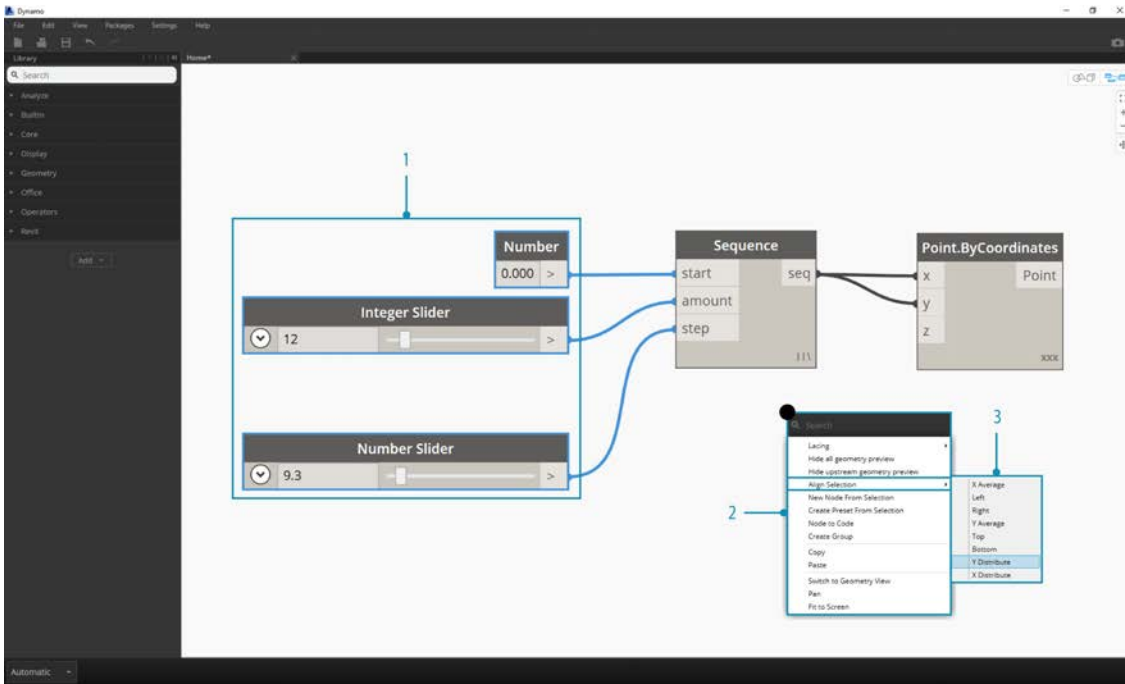 Dynamo
File Edit View Packages Settings Help
Library
Home*
Search
Analyze
BuiltIn
Core
Display
Geometry
Office
Operators
Revit
Add
1
Number
0.000 >
Integer Slider
12 >
Number Slider
9.3 >
Sequence
start seq
amount
step
Point.ByCoordinates
x Point
y
z
xxx
Search
Lacing
Hide all geometry preview
Hide upstream geometry preview
Align Selection
New Node From Selection
Create Preset From Selection
Node to Code
Create Group
Copy
Paste
Switch to Geometry View
Pan
Fit to Screen
2
3
X Average
Left
Right
Y Average
Top
Bottom
Y Distribute
X Distribute
Automatic